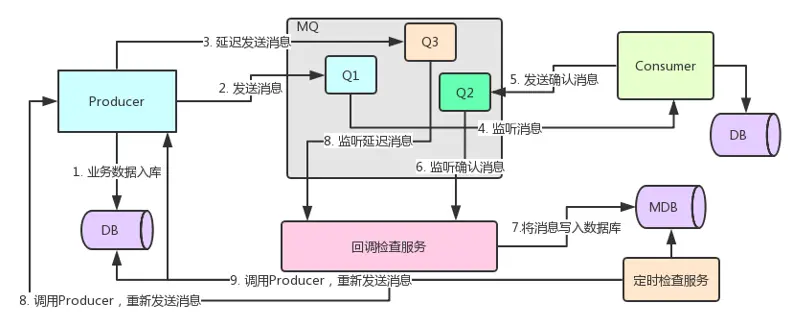 MQ
3. 延迟发送消息
Q3
Q1
2. 发送消息
Producer
Q2
5. 发送确认消息
Consumer
4. 监听消息
8. 监听延迟消息
DB
1. 业务数据入库
6. 监听确认消息
DB
回调检查服务
7.将消息写入数据库
MDB
9. 调用Producer，重新发送消息
定时检查服务
8. 调用Producer，重新发送消息